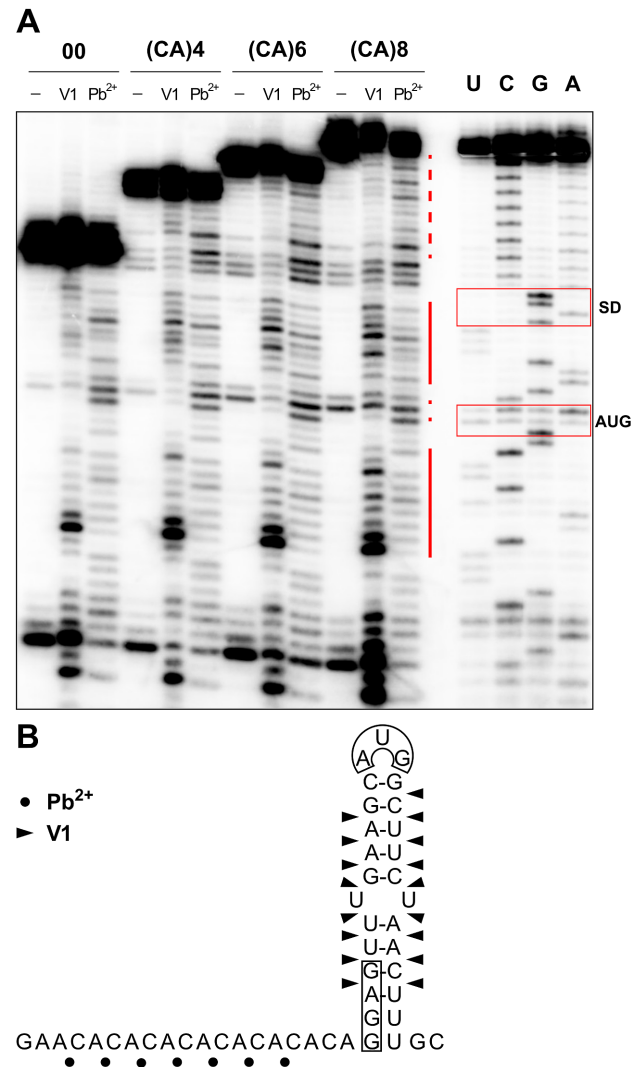 A
00 (CA)4 (CA)6 (CA)8
– V1 Pb2+ – V1 Pb2+ – V1 Pb2+ – V1 Pb2+ U C G A
SD
AUG
B
Pb2+
V1
U
A G
C-G
G-C
A-U
A-U
G-C
U U
U-A
U-A
G-C
A-U
G U
GAACACACACACACACACA G U GC